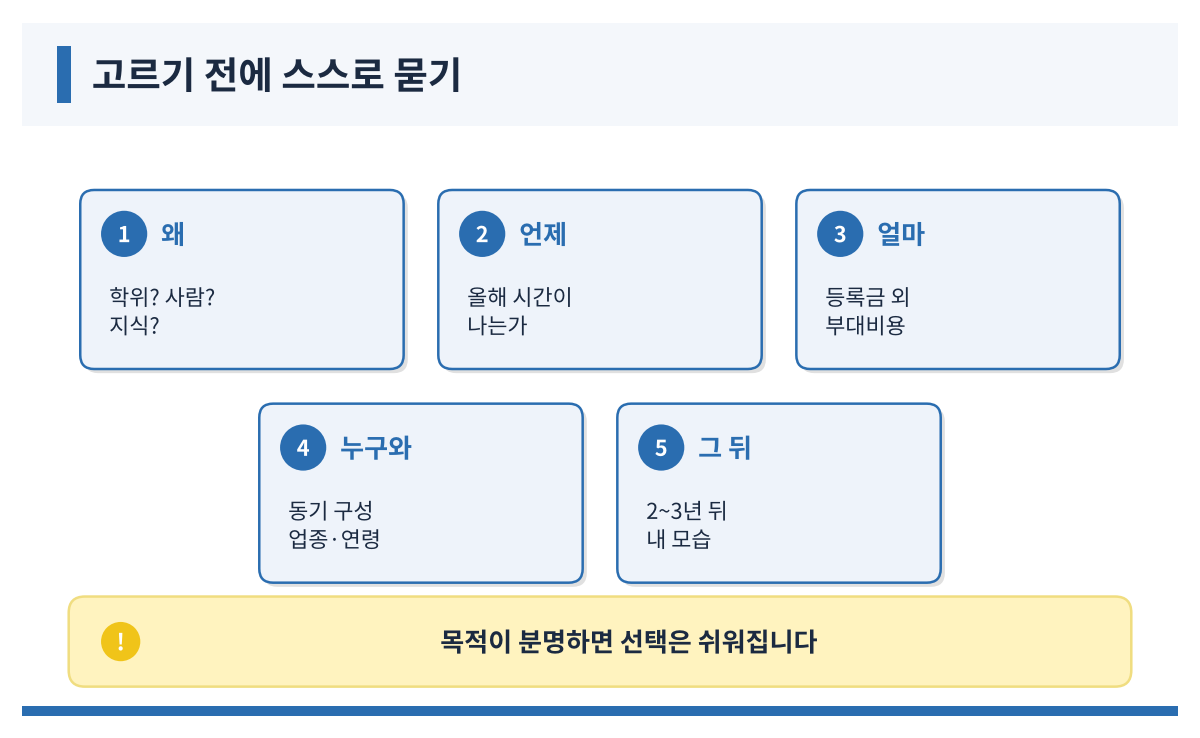 고르기 전에 스스로 묻기
1 왜
학위? 사람?
지식?
2 언제
올해 시간이
나는가
3 얼마
등록금 외
부대비용
4 누구와
동기 구성
업종·연령
5 그 뒤
2~3년 뒤
내 모습
! 목적이 분명하면 선택은 쉬워집니다